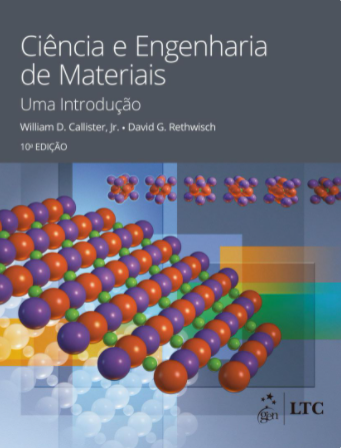 Ciência e Engenharia
de Materiais
Uma Introdução
William D. Callister, Jr. • David G. Rethwisch
10ª EDIÇÃO
gen LTC